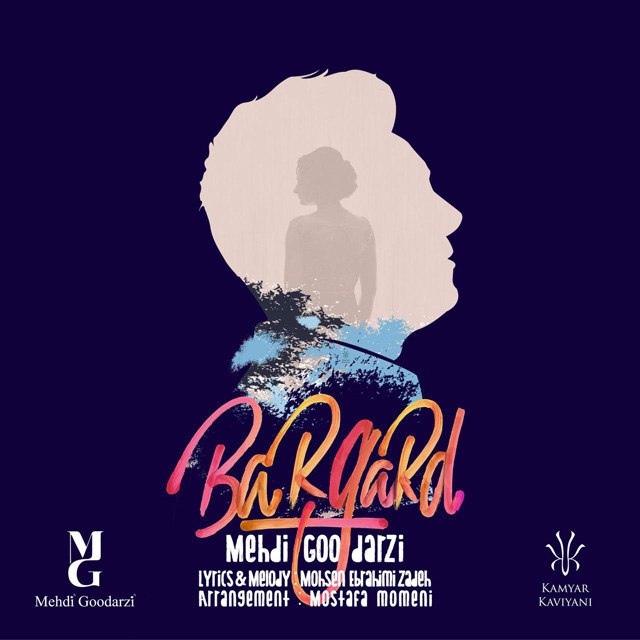 BaRgaRd
Mehdi Goodarzi
Lyrics & Melody : Mohsen Ebrahimi Zadeh
Arrangement : Mostafa Momeni
MG
Mehdi Goodarzi
Kamyar
Kaviyani